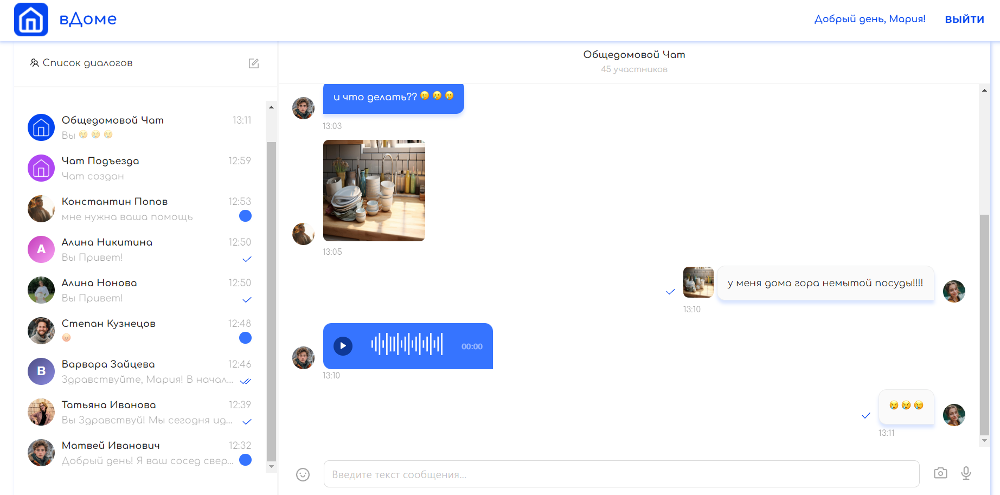 вДоме
Добрый день, Мария!
ВЫЙТИ
Список диалогов
Общедомовой Чат
13:11
Вы 😢 😢 😢
Чат Подъезда
12:59
Чат создан
Константин Попов
12:53
мне нужна ваша помощь
А
Алина Никитина
12:50
Вы Привет!
Алина Нонова
12:50
Вы Привет!
Степан Кузнецов
12:48
😡
В
Варвара Зайцева
12:46
Здравствуйте, Мария! В начал...
Татьяна Иванова
12:39
Вы Здравствуй! Мы сегодня ид...
Матвей Иванович
12:32
Добрый день! Я ваш сосед свер...
Общедомовой Чат
45 участников
и что делать?? 🥲 🥲 🥲
13:03
13:05
у меня дома гора немытой посуды!!!!
13:10
00:00
13:10
😢 😢 😢
13:11
Введите текст сообщения...